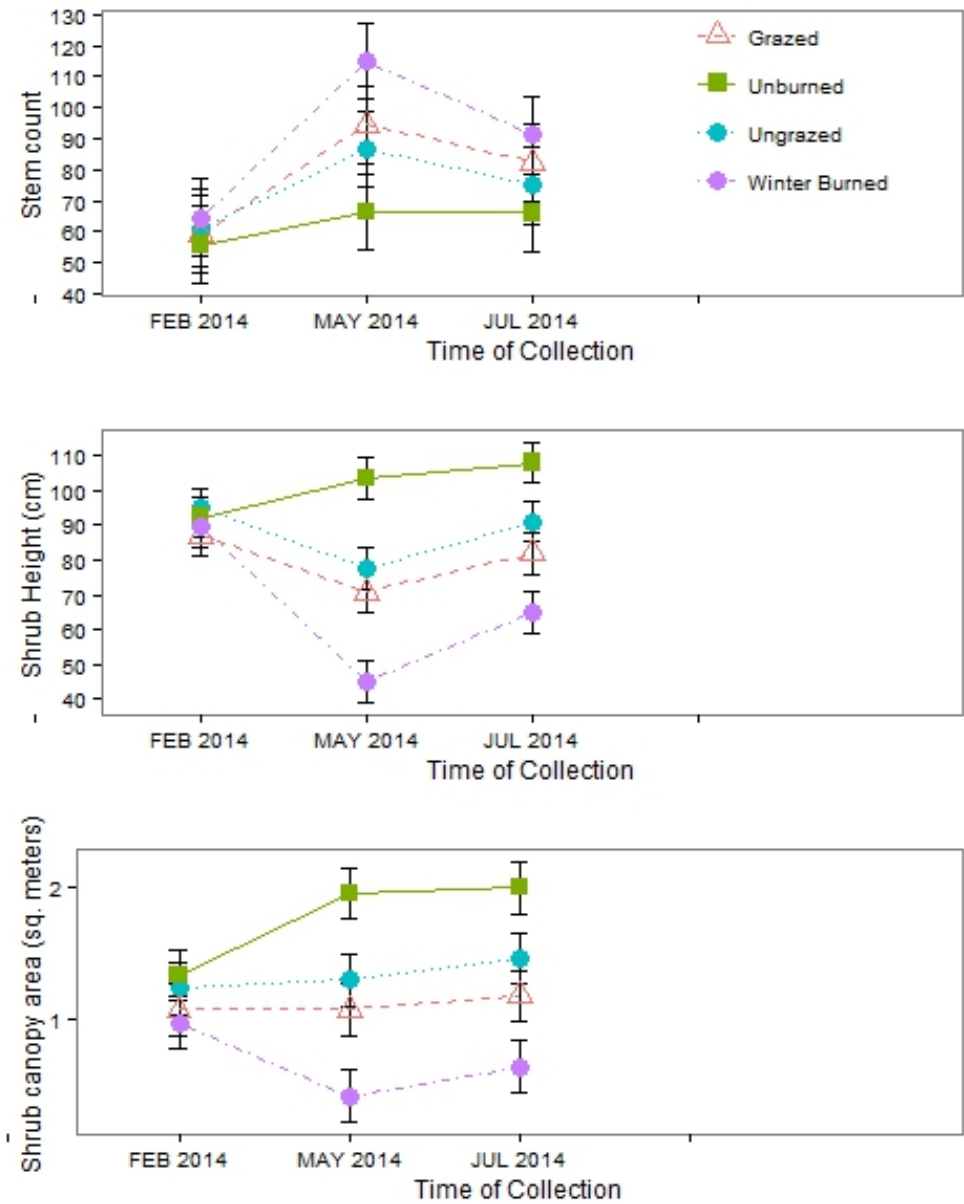 Stem count
130
120
110
100
90
80
70
60
50
40
Grazed
Unburned
Ungrazed
Winter Burned
FEB 2014 MAY 2014 JUL 2014
Time of Collection
Shrub Height (cm)
110
100
90
80
70
60
50
40
FEB 2014 MAY 2014 JUL 2014
Time of Collection
Shrub canopy area (sq. meters)
2
1
FEB 2014 MAY 2014 JUL 2014
Time of Collection